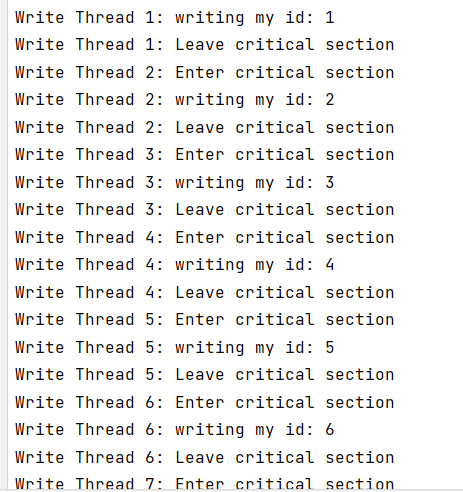 Write Thread 1: writing my id: 1
Write Thread 1: Leave critical section
Write Thread 2: Enter critical section
Write Thread 2: writing my id: 2
Write Thread 2: Leave critical section
Write Thread 3: Enter critical section
Write Thread 3: writing my id: 3
Write Thread 3: Leave critical section
Write Thread 4: Enter critical section
Write Thread 4: writing my id: 4
Write Thread 4: Leave critical section
Write Thread 5: Enter critical section
Write Thread 5: writing my id: 5
Write Thread 5: Leave critical section
Write Thread 6: Enter critical section
Write Thread 6: writing my id: 6
Write Thread 6: Leave critical section
Write Thread 7: Enter critical section